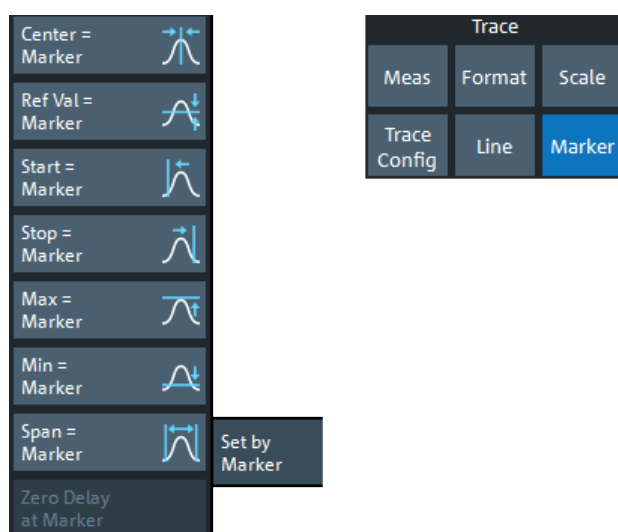 Center =
Marker
Ref Val =
Marker
Start =
Marker
Stop =
Marker
Max =
Marker
Min =
Marker
Span =
Marker
Zero Delay
at Marker
Set by
Marker
Trace
Meas
Format
Scale
Trace
Config
Line
Marker